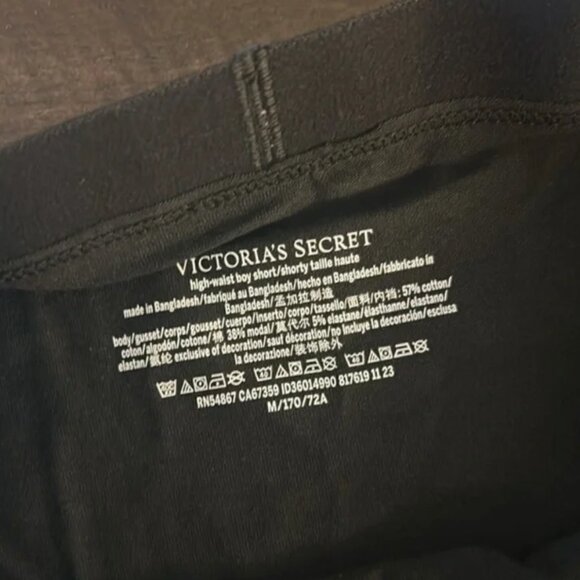 VICTORIA'S SECRET
high-waist boy short/shorty taille haute
made in Bangladesh/fabriqué au Bangladesh/hecho en Bangladesh/fabbricato in
Bangladesh/孟加拉制造
body/gusset/corps/gousset/cuerpo/inserto/corpo/tassello/面料/内裆: 57% cotton/
coton/algodón/cotone/棉 38% modal/莫代尔 5% elastane/élasthanne/elastano/
elastan/氨纶 exclusive of decoration/sauf décoration/no incluye la decoración/esclusa
la decorazione/装饰除外
RN54867 CA67359 ID36014990 817619 11 23
M/170/72A